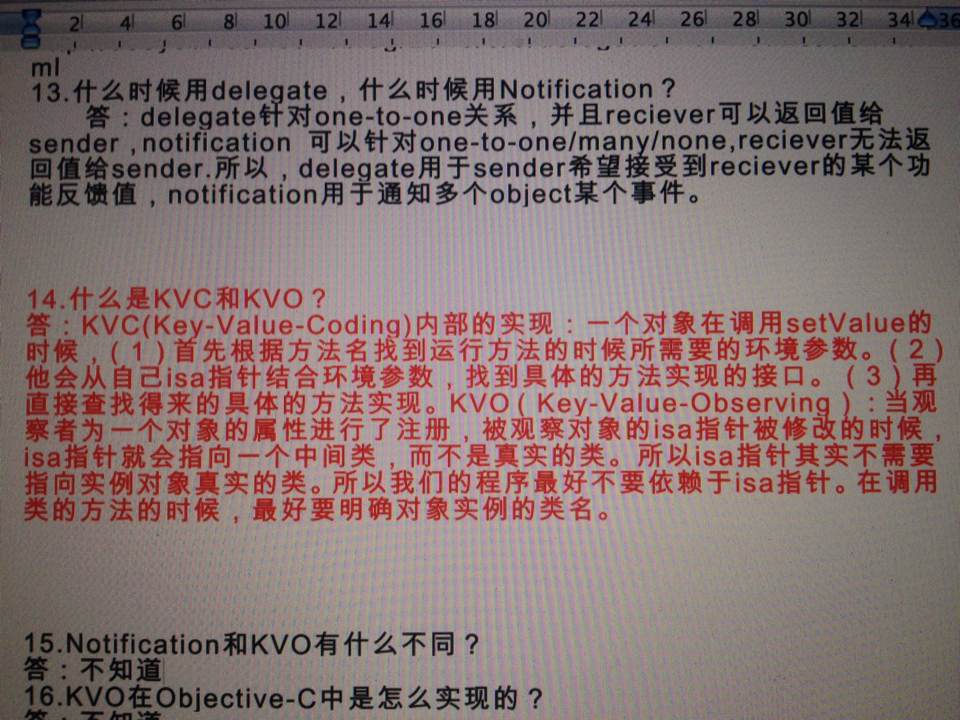 2 4 6 8 10 12 14 16 18 20 22 24 26 28 30 32 34 36
ml
13.什么时候用delegate，什么时候用Notification？
答：delegate针对one-to-one关系，并且reciever可以返回值给
sender，notification 可以针对one-to-one/many/none,reciever无法返
回值给sender.所以，delegate用于sender希望接受到reciever的某个功
能反馈值，notification用于通知多个object某个事件。
14.什么是KVC和KVO？
答：KVC(Key-Value-Coding)内部的实现：一个对象在调用setValue的
时候，（1）首先根据方法名找到运行方法的时候所需要的环境参数。（2）
他会从自己isa指针结合环境参数，找到具体的方法实现的接口。（3）再
直接查找得来的具体的方法实现。KVO（Key-Value-Observing）：当观
察者为一个对象的属性进行了注册，被观察对象的isa指针被修改的时候，
isa指针就会指向一个中间类，而不是真实的类。所以isa指针其实不需要
指向实例对象真实的类。所以我们的程序最好不要依赖于isa指针。在调用
类的方法的时候，最好要明确对象实例的类名。
15.Notification和KVO有什么不同？
答：不知道
16.KVO在Objective-C中是怎么实现的？
答：不知道